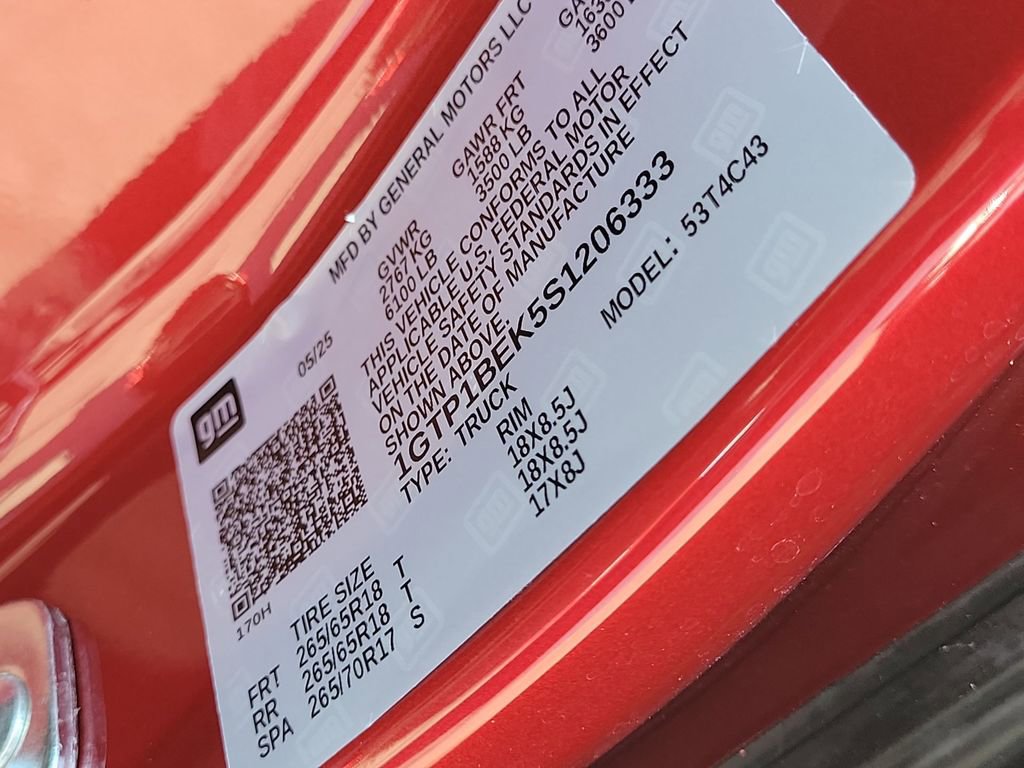 MFD BY GENERAL MOTORS LLC
05/25
gm
GVWR
2767 KG
6100 LB
GAWR FRT
1588 KG
3500 LB
3600
THIS VEHICLE CONFORMS TO ALL
APPLICABLE U.S. FEDERAL MOTOR
VEHICLE SAFETY STANDARDS IN EFFECT
ON THE DATE OF MANUFACTURE
SHOWN ABOVE.
1GTP1BEK5S1206333
TYPE: TRUCK MODEL: 53T4C43
170H
TIRE SIZE RIM
FRT 265/65R18 T 18X8.5J
RR 265/65R18 T 18X8.5J
SPA 265/70R17 S 17X8J